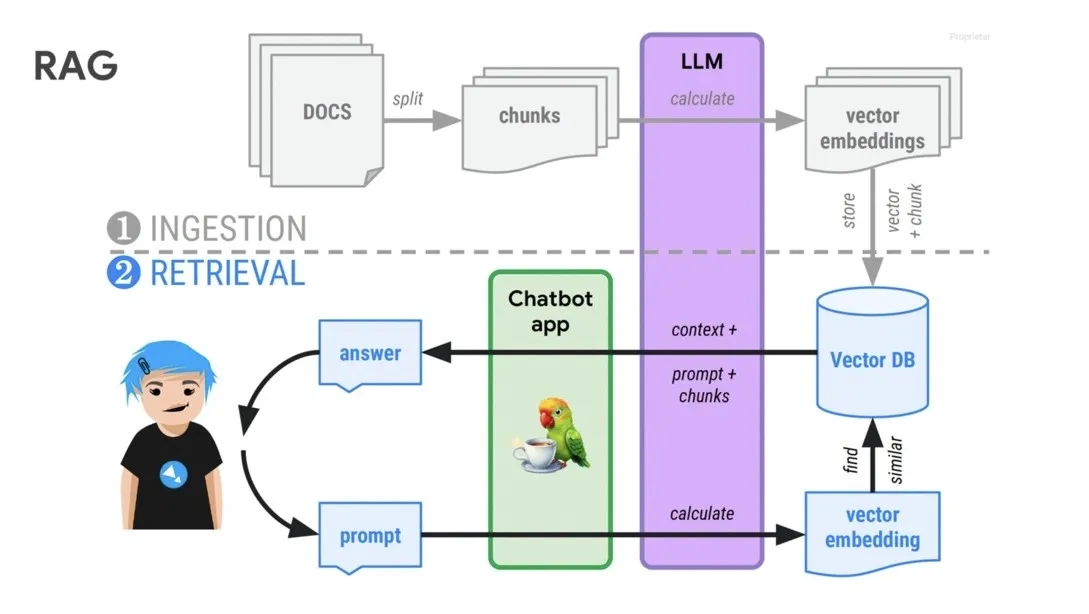 Proprietal
RAG
DOCS
split
chunks
LLM
calculate
vector
embeddings
store
vector
+ chunk
1 INGESTION
2 RETRIEVAL
Chatbot
app
answer
context +
prompt +
chunks
Vector DB
find
similar
prompt
calculate
vector
embedding